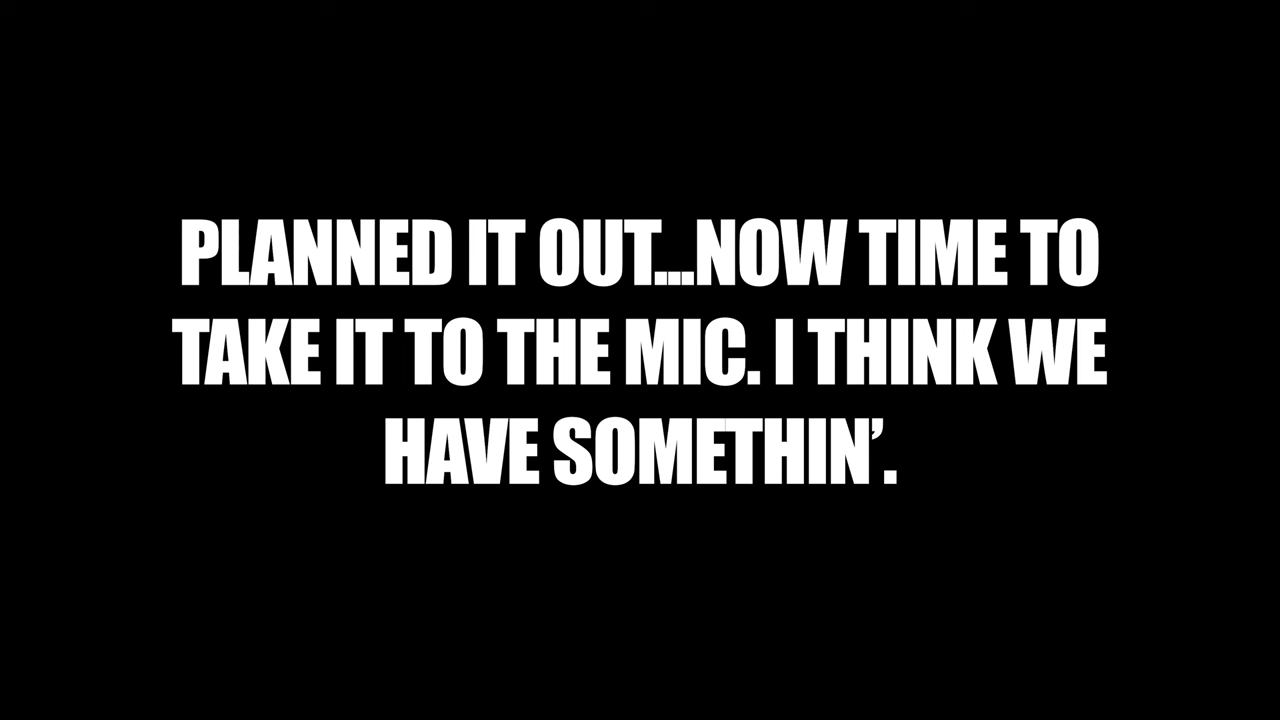 PLANNED IT OUT...NOW TIME TO
TAKE IT TO THE MIC. I THINK WE
HAVE SOMETHIN’.